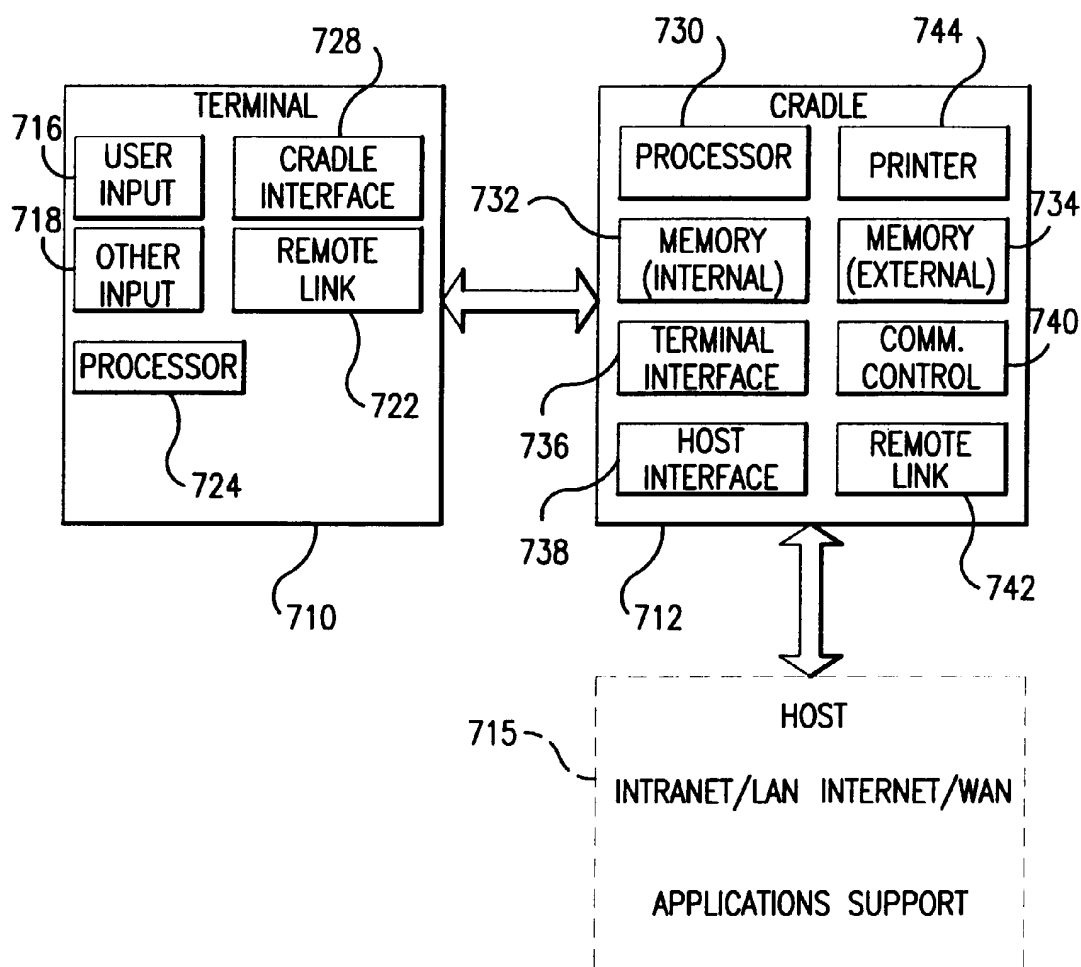 728
730
744
TERMINAL
CRADLE
716
USER
INPUT
CRADLE
INTERFACE
PROCESSOR
PRINTER
718
OTHER
INPUT
REMOTE
LINK
732
MEMORY
(INTERNAL)
734
MEMORY
(EXTERNAL)
PROCESSOR
740
TERMINAL
INTERFACE
COMM.
CONTROL
722
736
724
HOST
INTERFACE
REMOTE
LINK
738
710
712
742
HOST
715
INTRANET/LAN INTERNET/WAN
APPLICATIONS SUPPORT